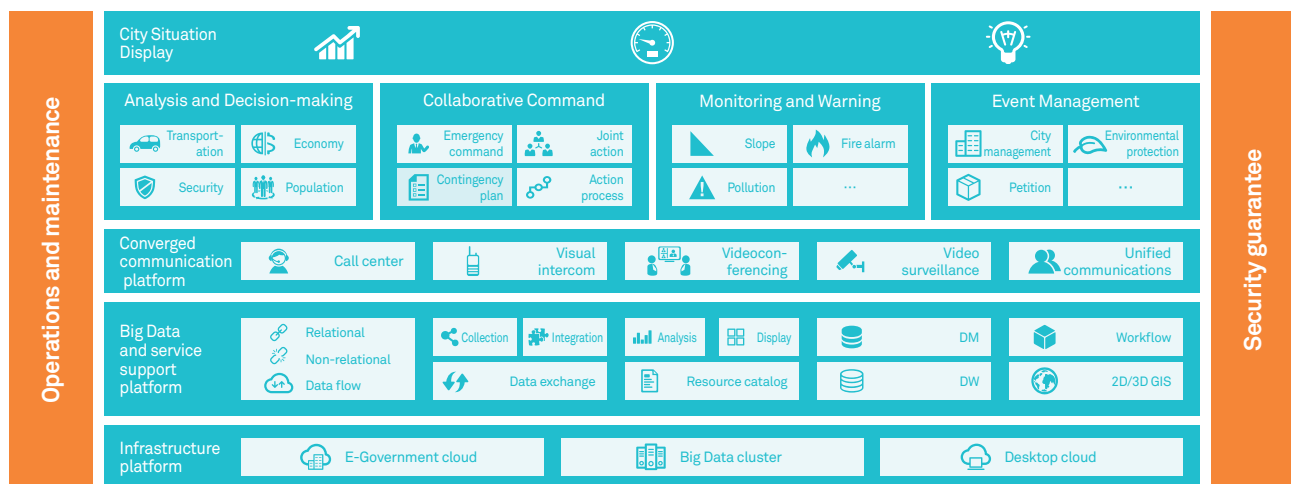 Operations and maintenance
City Situation
Display
Analysis and Decision-making
Transport-
ation
Economy
Security
Population
Collaborative Command
Emergency
command
Joint
action
Contingency
plan
Action
process
Monitoring and Warning
Slope
Fire alarm
Pollution
...
Event Management
City
management
Environmental
protection
Petition
...
Converged
communication
platform
Call center
Visual
intercom
Videocon-
ferencing
Video
surveillance
Unified
communications
Big Data
and service
support
platform
Relational
Non-relational
Data flow
Collection
Integration
Data exchange
Analysis
Display
Resource catalog
DM
DW
Workflow
2D/3D GIS
Infrastructure
platform
E-Government cloud
Big Data cluster
Desktop cloud
Security guarantee